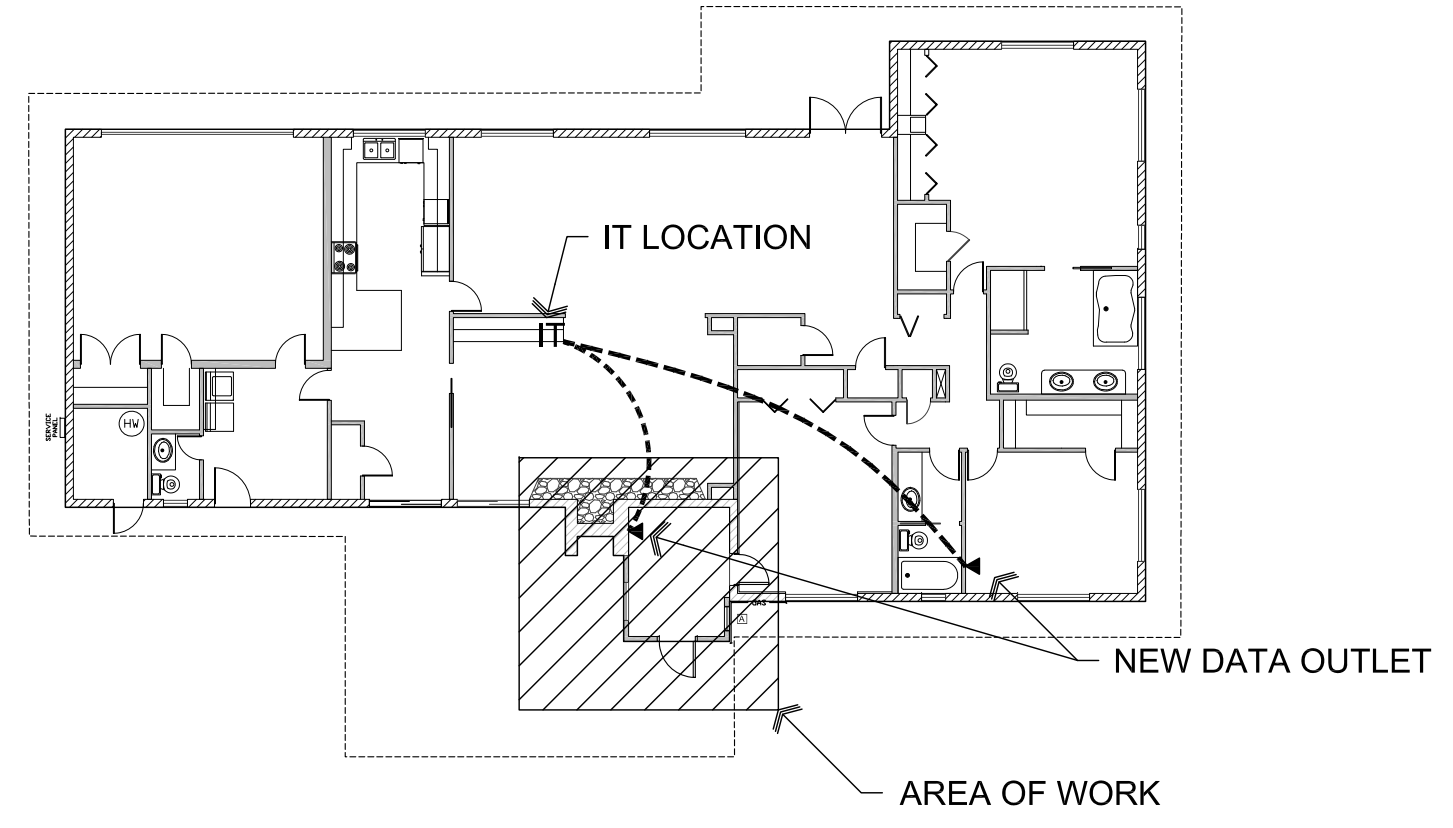 IT LOCATION
IT
HW
SERVICE
PANEL
GAS
A
NEW DATA OUTLET
AREA OF WORK